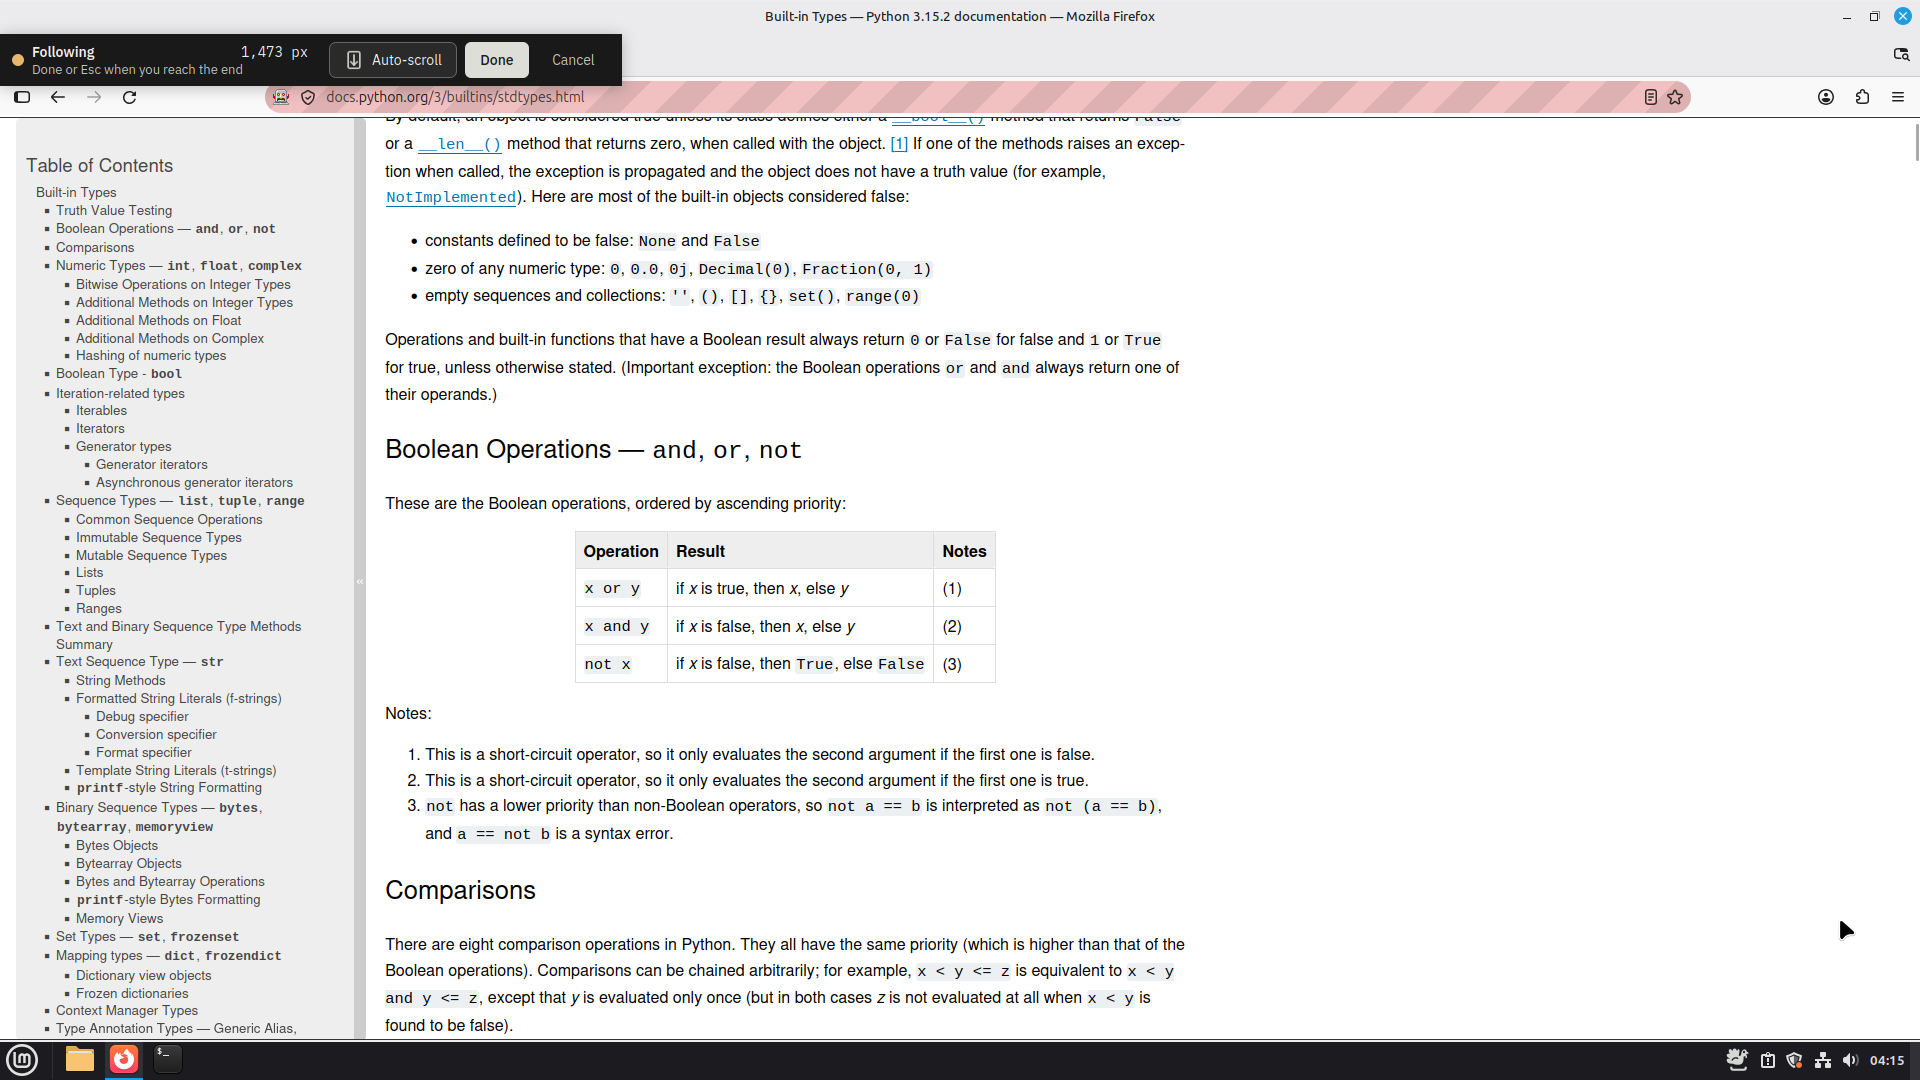 Built-in Types — Python 3.15.2 documentation — Mozilla Firefox
Following
1,473 px
Done or Esc when you reach the end
Auto-scroll
Done
Cancel
docs.python.org/3/builtins/stdtypes.html
Table of Contents
Built-in Types
Truth Value Testing
Boolean Operations — and, or, not
Comparisons
Numeric Types — int, float, complex
Bitwise Operations on Integer Types
Additional Methods on Integer Types
Additional Methods on Float
Additional Methods on Complex
Hashing of numeric types
Boolean Type - bool
Iteration-related types
Iterables
Iterators
Generator types
Generator iterators
Asynchronous generator iterators
Sequence Types — list, tuple, range
Common Sequence Operations
Immutable Sequence Types
Mutable Sequence Types
Lists
Tuples
Ranges
Text and Binary Sequence Type Methods
Summary
Text Sequence Type — str
String Methods
Formatted String Literals (f-strings)
Debug specifier
Conversion specifier
Format specifier
Template String Literals (t-strings)
printf-style String Formatting
Binary Sequence Types — bytes,
bytearray, memoryview
Bytes Objects
Bytearray Objects
Bytes and Bytearray Operations
printf-style Bytes Formatting
Memory Views
Set Types — set, frozenset
Mapping types — dict, frozendict
Dictionary view objects
Frozen dictionaries
Context Manager Types
Type Annotation Types — Generic Alias,
«
By default, an object is considered true unless its class defines either a __bool__() method that returns False
or a __len__() method that returns zero, when called with the object. [1] If one of the methods raises an excep-
tion when called, the exception is propagated and the object does not have a truth value (for example,
NotImplemented). Here are most of the built-in objects considered false:
• constants defined to be false: None and False
• zero of any numeric type: 0, 0.0, 0j, Decimal(0), Fraction(0, 1)
• empty sequences and collections: '', (), [], {}, set(), range(0)
Operations and built-in functions that have a Boolean result always return 0 or False for false and 1 or True
for true, unless otherwise stated. (Important exception: the Boolean operations or and and always return one of
their operands.)
Boolean Operations — and, or, not
These are the Boolean operations, ordered by ascending priority:
Operation Result Notes
x or y if x is true, then x, else y (1)
x and y if x is false, then x, else y (2)
not x if x is false, then True, else False (3)
Notes:
1. This is a short-circuit operator, so it only evaluates the second argument if the first one is false.
2. This is a short-circuit operator, so it only evaluates the second argument if the first one is true.
3. not has a lower priority than non-Boolean operators, so not a == b is interpreted as not (a == b),
and a == not b is a syntax error.
Comparisons
There are eight comparison operations in Python. They all have the same priority (which is higher than that of the
Boolean operations). Comparisons can be chained arbitrarily; for example, x < y <= z is equivalent to x < y
and y <= z, except that y is evaluated only once (but in both cases z is not evaluated at all when x < y is
found to be false).
04:15